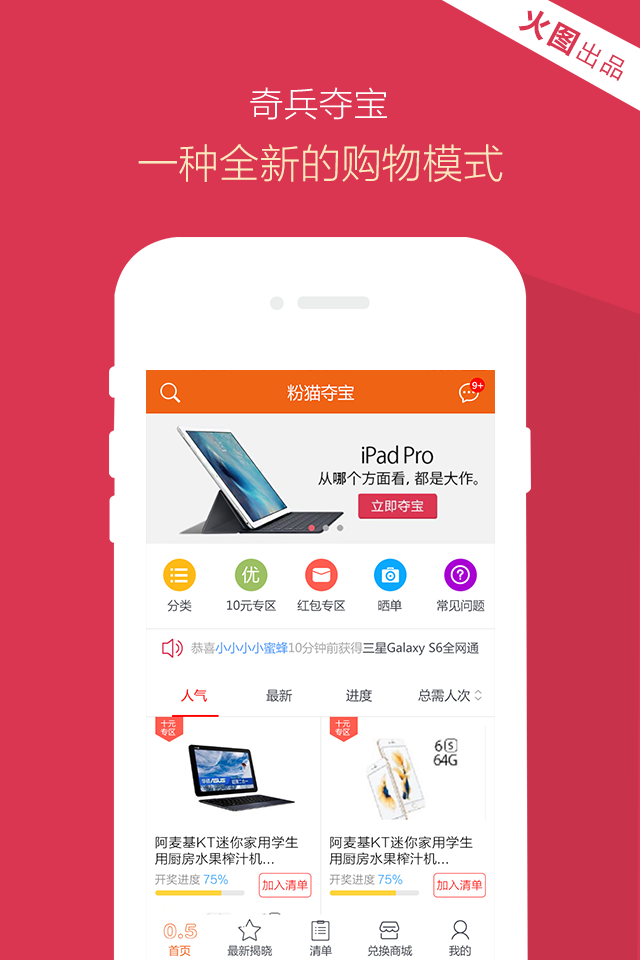 火图出品
奇兵夺宝
一种全新的购物模式
粉猫夺宝
9+
iPad Pro
从哪个方面看,都是大作。
立即夺宝
优
分类
10元专区
红包专区
晒单
常见问题
恭喜小小小小蜜蜂10分钟前获得三星Galaxy S6全网通
人气
最新
进度
总需人次
十元
专区
十元
专区
6S
64G
ASUS
阿麦基KT迷你家用学生
用厨房水果榨汁机...
开奖进度 75%
加入清单
阿麦基KT迷你家用学生
用厨房水果榨汁机...
开奖进度 75%
加入清单
0.5
首页
最新揭晓
清单
兑换商城
我的